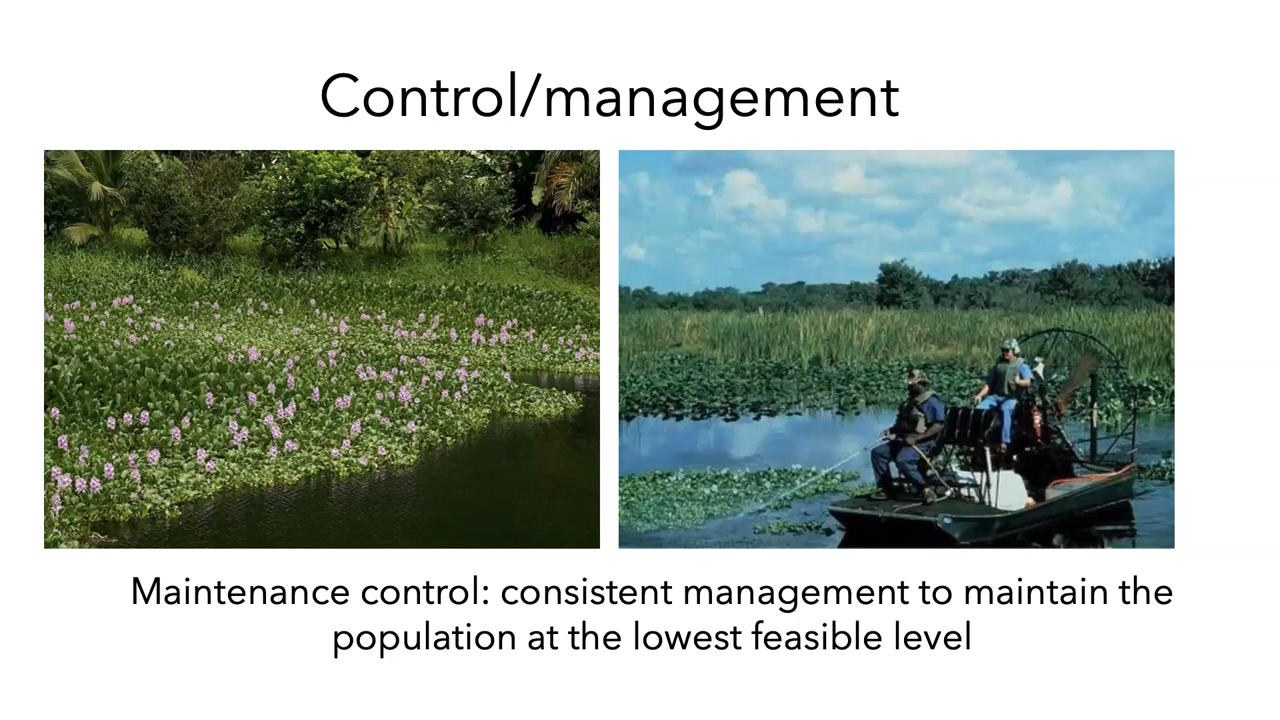 Control/management
Maintenance control: consistent management to maintain the
population at the lowest feasible level